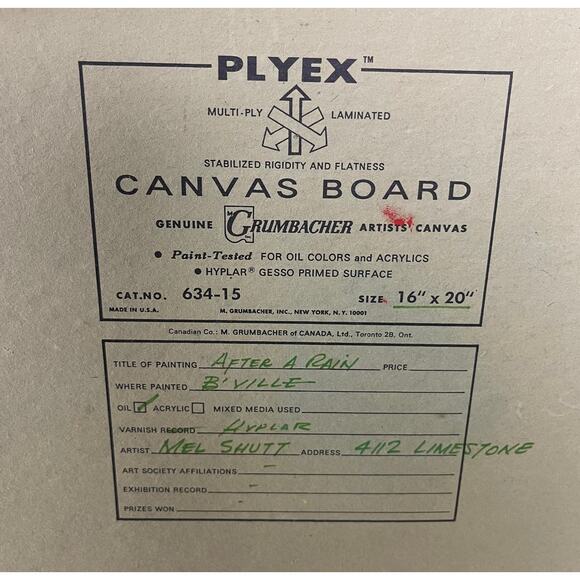 PLYEX™
MULTI-PLY LAMINATED
STABILIZED RIGIDITY AND FLATNESS
CANVAS BOARD
GENUINE M. GRUMBACHER ARTISTS' CANVAS
• Paint-Tested FOR OIL COLORS and ACRYLICS
• HYPLAR® GESSO PRIMED SURFACE
CAT.NO. 634-15 SIZE 16" x 20"
MADE IN U.S.A. M. GRUMBACHER, INC., NEW YORK, N. Y. 10001
Canadian Co.: M. GRUMBACHER of CANADA, Ltd., Toronto 2B, Ont.
TITLE OF PAINTING AFTER A RAIN PRICE
WHERE PAINTED B'VILLE-
OIL ACRYLIC MIXED MEDIA USED
VARNISH RECORD HYPLAR
ARTIST MEL SHUTT ADDRESS 4112 LIMESTONE
ART SOCIETY AFFILIATIONS -
EXHIBITION RECORD -
PRIZES WON -